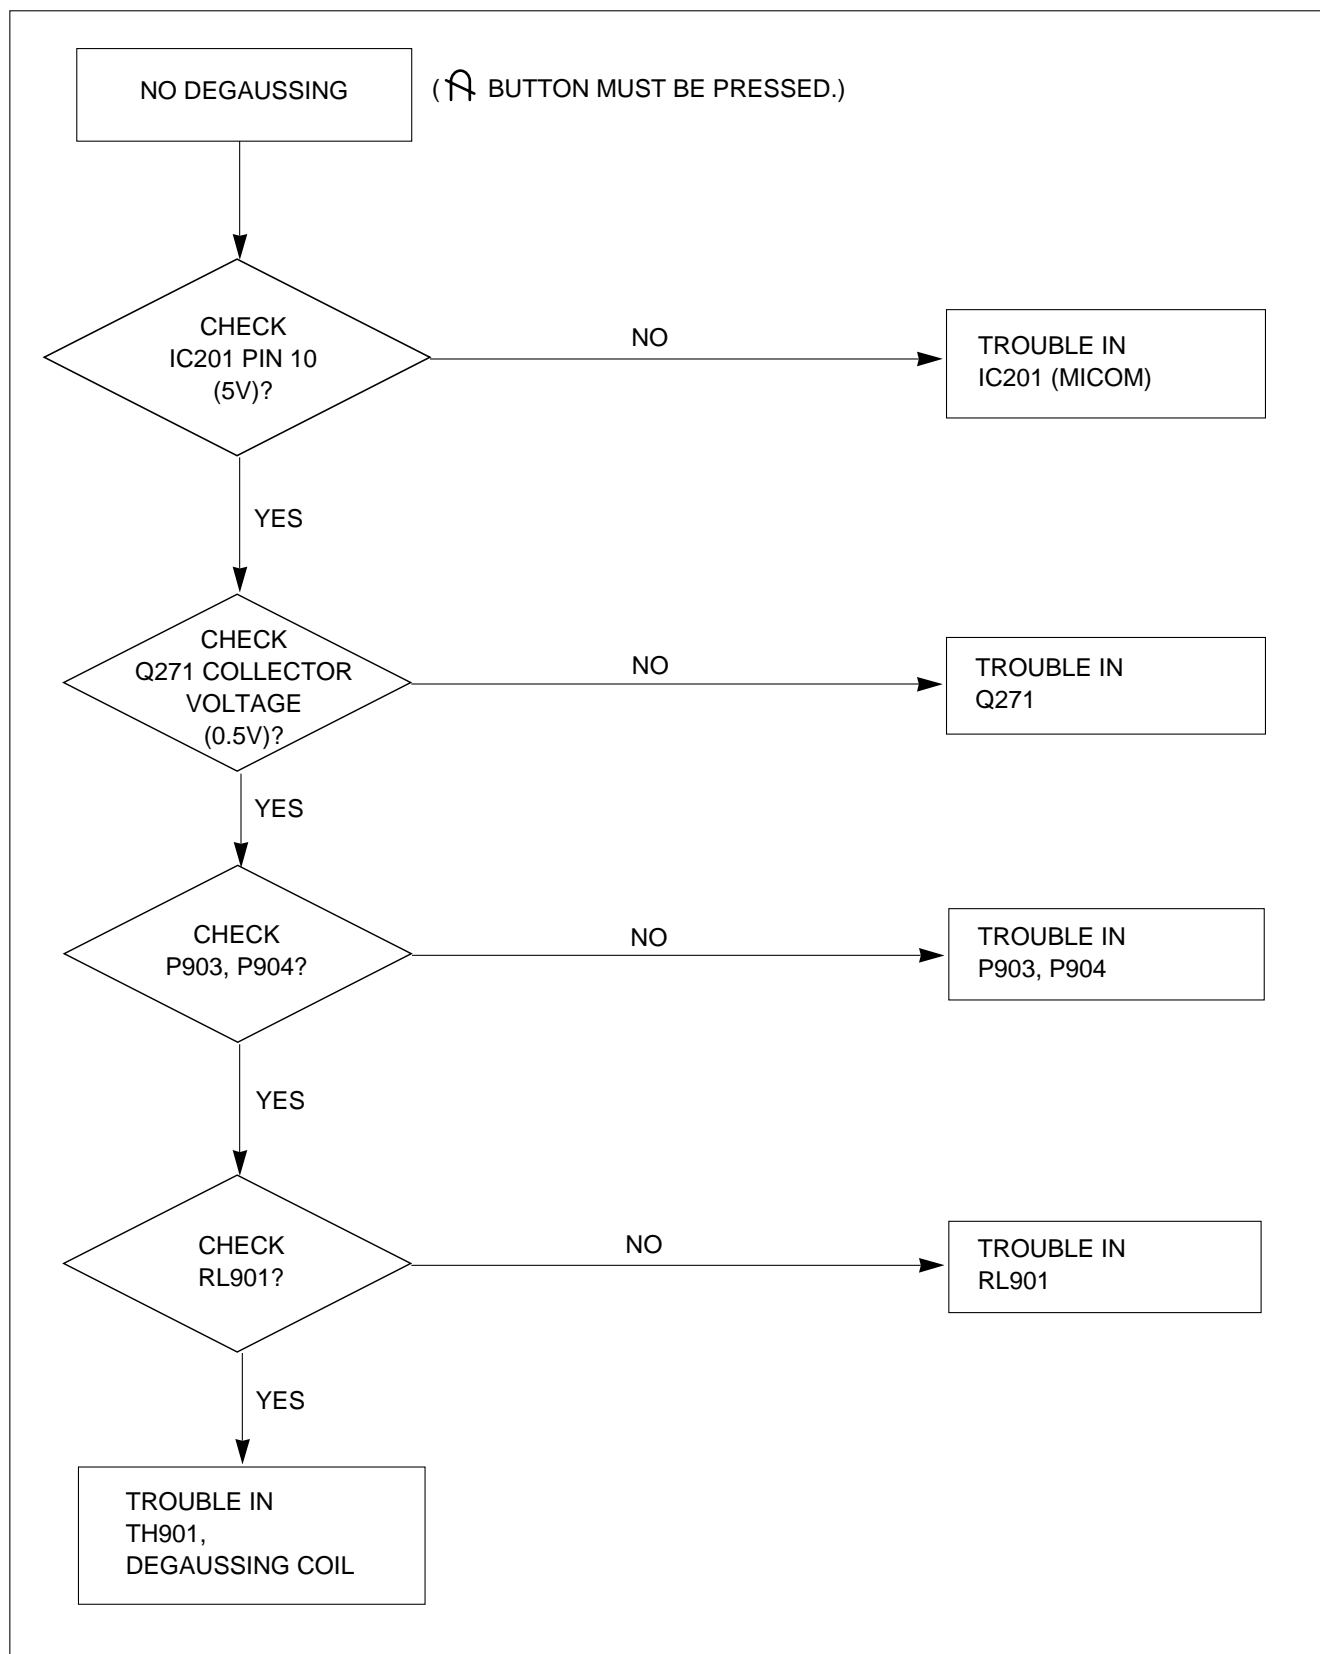 NO DEGAUSSING
( BUTTON MUST BE PRESSED.)
CHECK
IC201 PIN 10
(5V)?
NO
TROUBLE IN
IC201 (MICOM)
YES
CHECK
Q271 COLLECTOR
VOLTAGE
(0.5V)?
NO
TROUBLE IN
Q271
YES
CHECK
P903, P904?
NO
TROUBLE IN
P903, P904
YES
CHECK
RL901?
NO
TROUBLE IN
RL901
YES
TROUBLE IN
TH901,
DEGAUSSING COIL